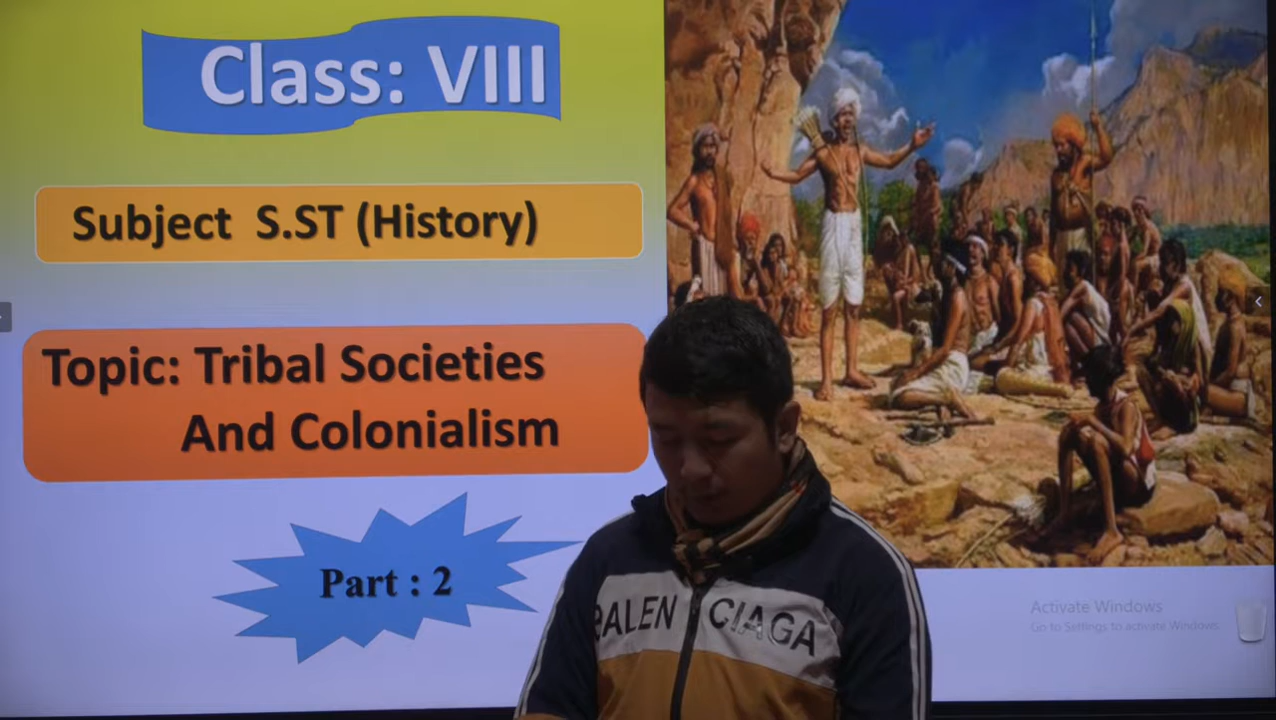 Class: VIII
Subject S.ST (History)
Topic: Tribal Societies
And Colonialism
Part : 2
BALEN CIAGA
Activate Windows
Go to Settings to activate Windows.